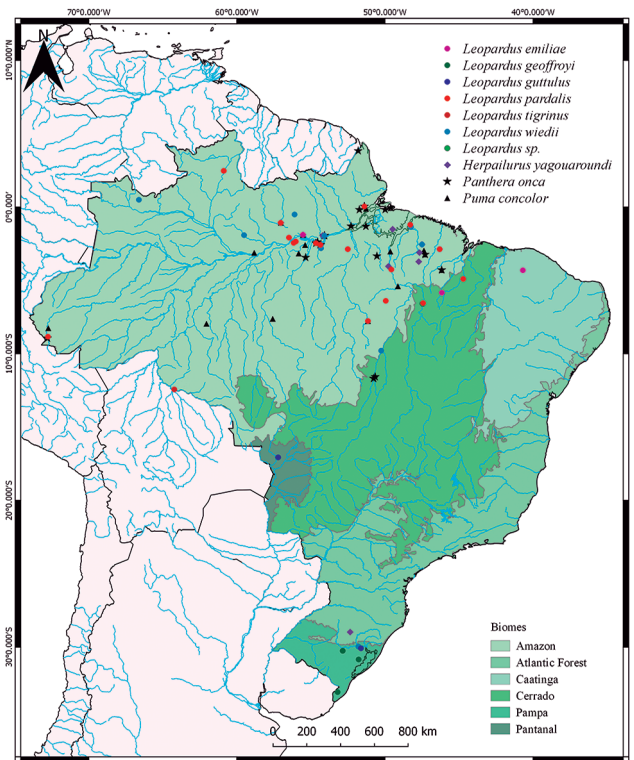 70°0.000'W 60°0.000'W 50°0.000'W 40°0.000'W
N
10°0.000'N
0°0.000'
10°0.000'S
20°0.000'S
30°0.000'S
Leopardus emiliae
Leopardus geoffroyi
Leopardus guttulus
Leopardus pardalis
Leopardus tigrinus
Leopardus wiedii
Leopardus sp.
Herpailurus yagouaroundi
Panthera onca
Puma concolor
Biomes
Amazon
Atlantic Forest
Caatinga
Cerrado
Pampa
Pantanal
0 200 400 600 800 km